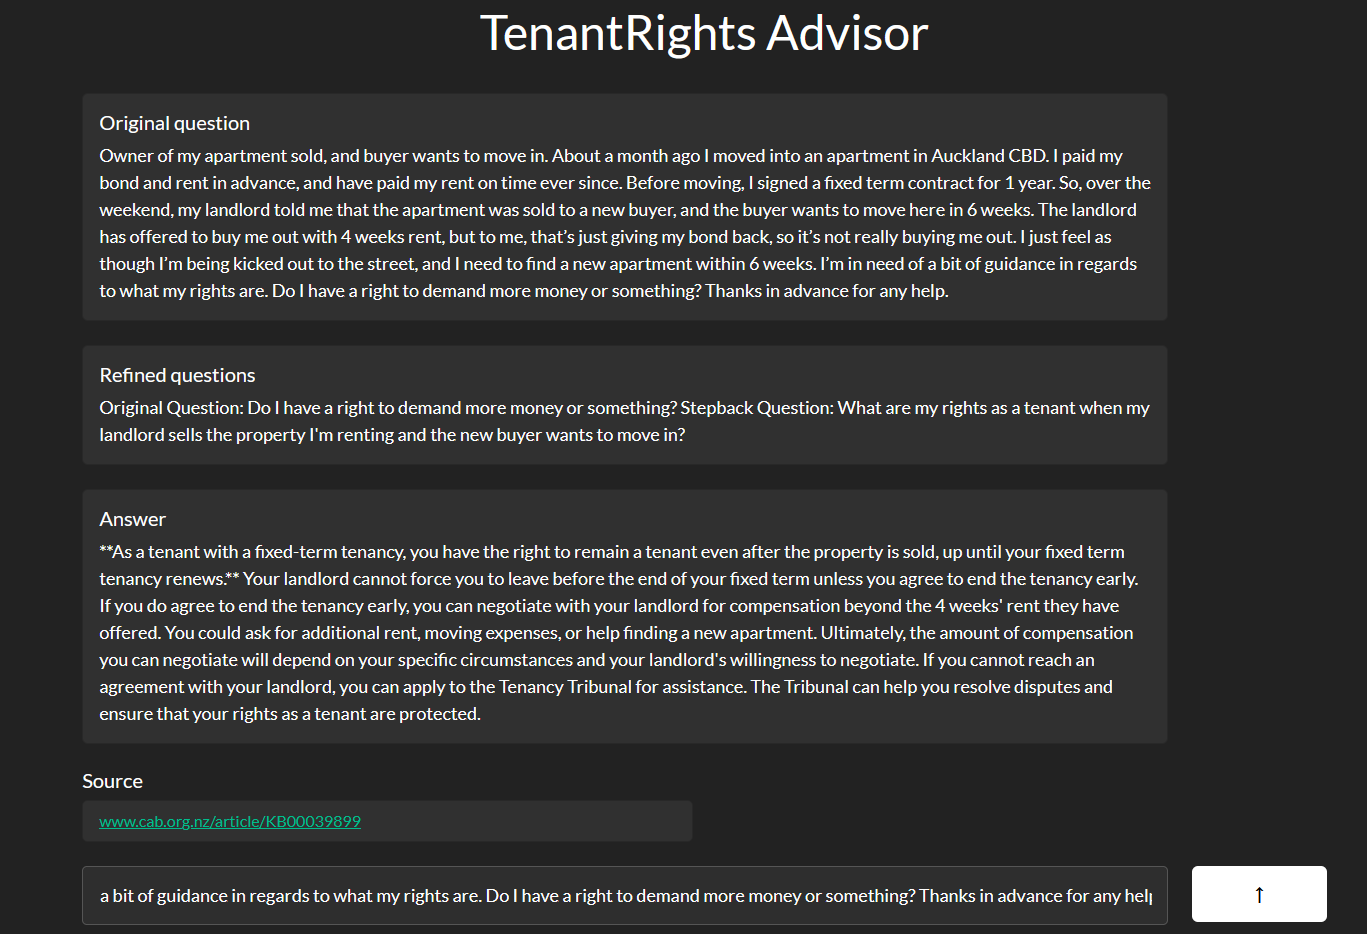 TenantRights Advisor
Original question
Owner of my apartment sold, and buyer wants to move in. About a month ago I moved into an apartment in Auckland CBD. I paid my
bond and rent in advance, and have paid my rent on time ever since. Before moving, I signed a fixed term contract for 1 year. So, over the
weekend, my landlord told me that the apartment was sold to a new buyer, and the buyer wants to move here in 6 weeks. The landlord
has offered to buy me out with 4 weeks rent, but to me, that’s just giving my bond back, so it’s not really buying me out. I just feel as
though I’m being kicked out to the street, and I need to find a new apartment within 6 weeks. I’m in need of a bit of guidance in regards
to what my rights are. Do I have a right to demand more money or something? Thanks in advance for any help.
Refined questions
Original Question: Do I have a right to demand more money or something? Stepback Question: What are my rights as a tenant when my
landlord sells the property I'm renting and the new buyer wants to move in?
Answer
**As a tenant with a fixed-term tenancy, you have the right to remain a tenant even after the property is sold, up until your fixed term
tenancy renews.** Your landlord cannot force you to leave before the end of your fixed term unless you agree to end the tenancy early.
If you do agree to end the tenancy early, you can negotiate with your landlord for compensation beyond the 4 weeks' rent they have
offered. You could ask for additional rent, moving expenses, or help finding a new apartment. Ultimately, the amount of compensation
you can negotiate will depend on your specific circumstances and your landlord's willingness to negotiate. If you cannot reach an
agreement with your landlord, you can apply to the Tenancy Tribunal for assistance. The Tribunal can help you resolve disputes and
ensure that your rights as a tenant are protected.
Source
www.cab.org.nz/article/KB00039899
a bit of guidance in regards to what my rights are. Do I have a right to demand more money or something? Thanks in advance for any help
↑